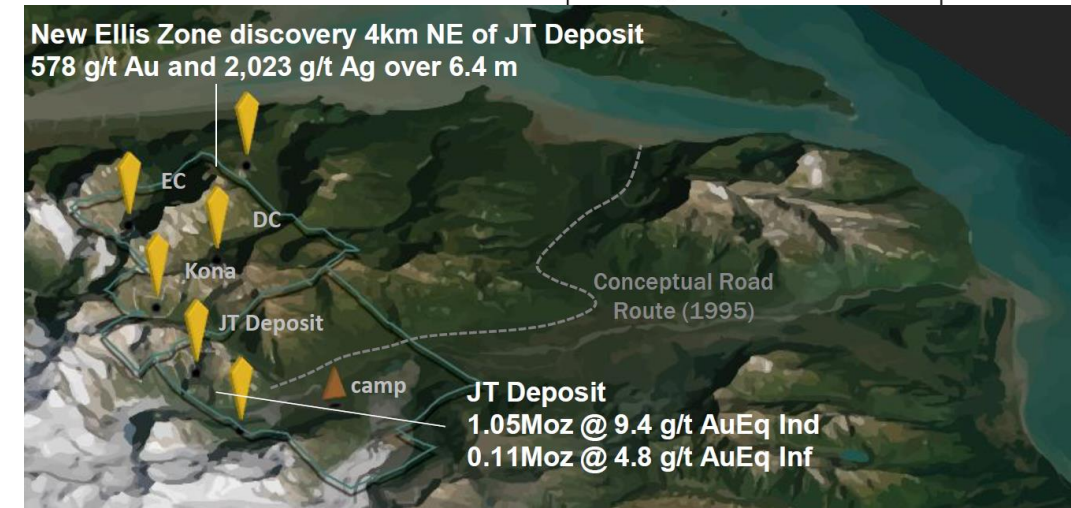 New Ellis Zone discovery 4km NE of JT Deposit
578 g/t Au and 2,023 g/t Ag over 6.4 m
EC
DC
Kona
Conceptual Road
Route (1995)
JT Deposit
camp
JT Deposit
1.05Moz @ 9.4 g/t AuEq Ind
0.11Moz @ 4.8 g/t AuEq Inf